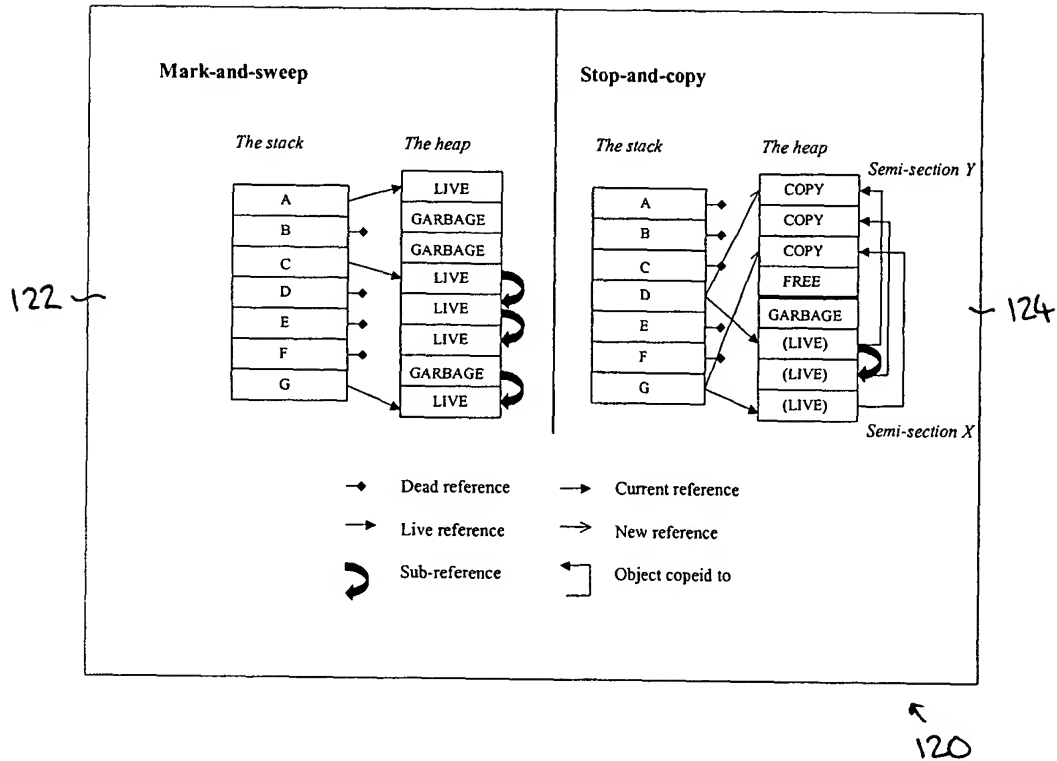 Mark-and-sweep
The stack
The heap
A
B
C
D
E
F
G
LIVE
GARBAGE
GARBAGE
LIVE
LIVE
LIVE
GARBAGE
LIVE
Stop-and-copy
The stack
The heap
Semi-section Y
A
B
C
D
E
F
G
COPY
COPY
COPY
FREE
GARBAGE
(LIVE)
(LIVE)
(LIVE)
Semi-section X
122
124
Dead reference
Current reference
Live reference
New reference
Sub-reference
Object copeid to
120